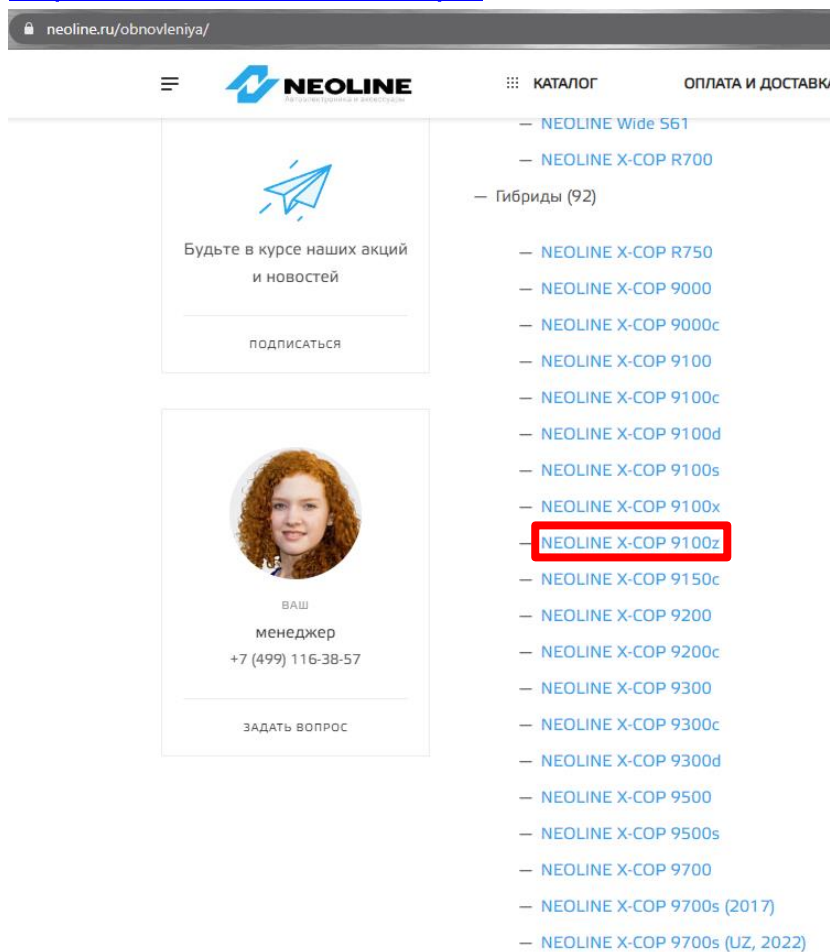 neoline.ru/obnovleniya/
NEOLINE
Автоэлектроника и аксессуары
КАТАЛОГ
ОПЛАТА И ДОСТАВКА
Будьте в курсе наших акций
и новостей
ПОДПИСАТЬСЯ
ВАШ
менеджер
+7 (499) 116-38-57
ЗАДАТЬ ВОПРОС
— NEOLINE Wide S61
— NEOLINE X-COP R700
— Гибриды (92)
— NEOLINE X-COP R750
— NEOLINE X-COP 9000
— NEOLINE X-COP 9000c
— NEOLINE X-COP 9100
— NEOLINE X-COP 9100c
— NEOLINE X-COP 9100d
— NEOLINE X-COP 9100s
— NEOLINE X-COP 9100x
— NEOLINE X-COP 9100z
— NEOLINE X-COP 9150c
— NEOLINE X-COP 9200
— NEOLINE X-COP 9200c
— NEOLINE X-COP 9300
— NEOLINE X-COP 9300c
— NEOLINE X-COP 9300d
— NEOLINE X-COP 9500
— NEOLINE X-COP 9500s
— NEOLINE X-COP 9700
— NEOLINE X-COP 9700s (2017)
— NEOLINE X-COP 9700s (UZ, 2022)